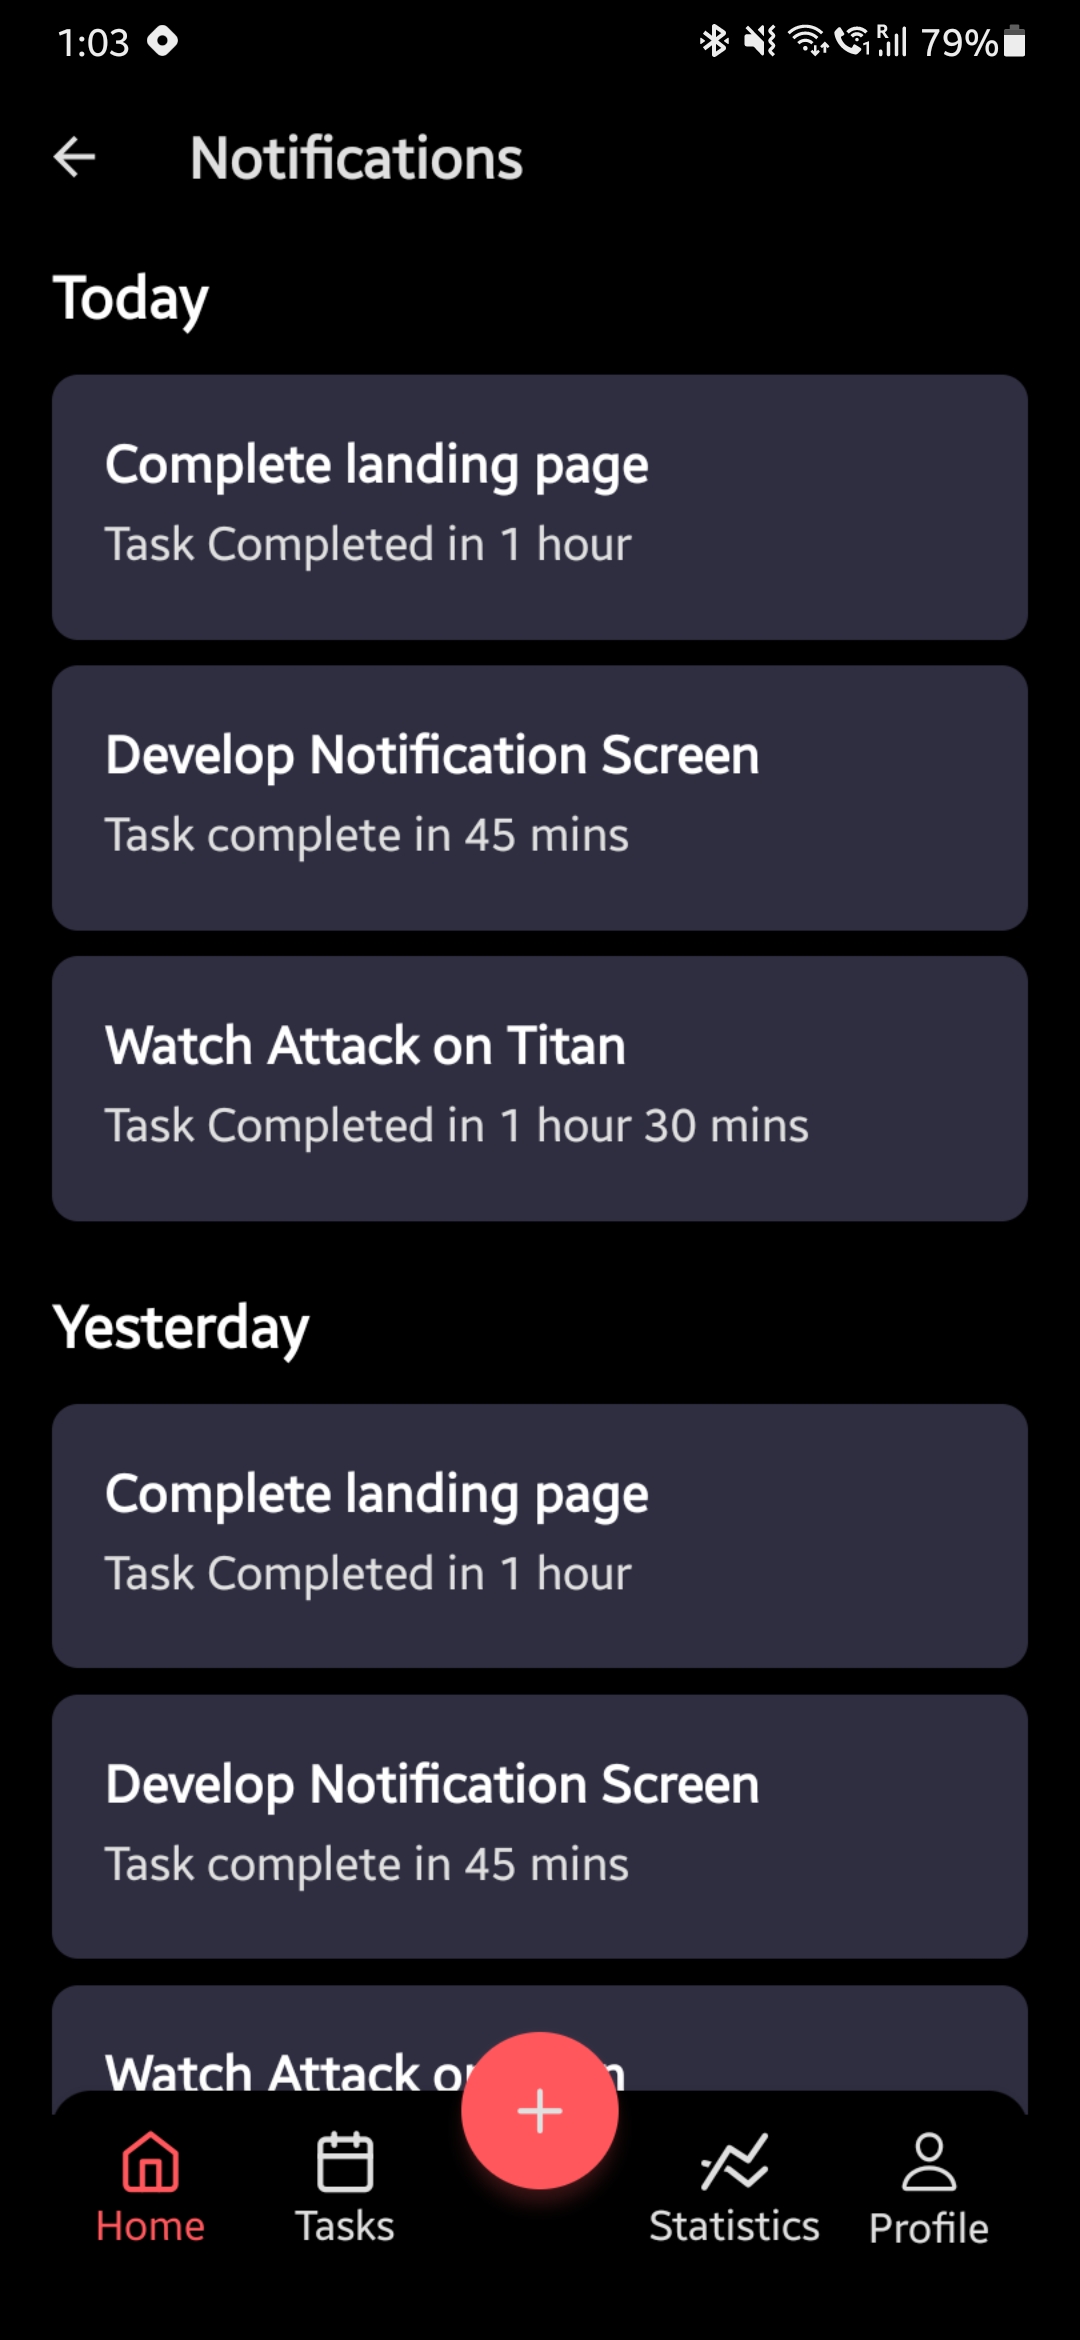 1:03
R 79%
Notifications
Today
Complete landing page
Task Completed in 1 hour
Develop Notification Screen
Task complete in 45 mins
Watch Attack on Titan
Task Completed in 1 hour 30 mins
Yesterday
Complete landing page
Task Completed in 1 hour
Develop Notification Screen
Task complete in 45 mins
Watch Attack
Home
Tasks
Statistics
Profile